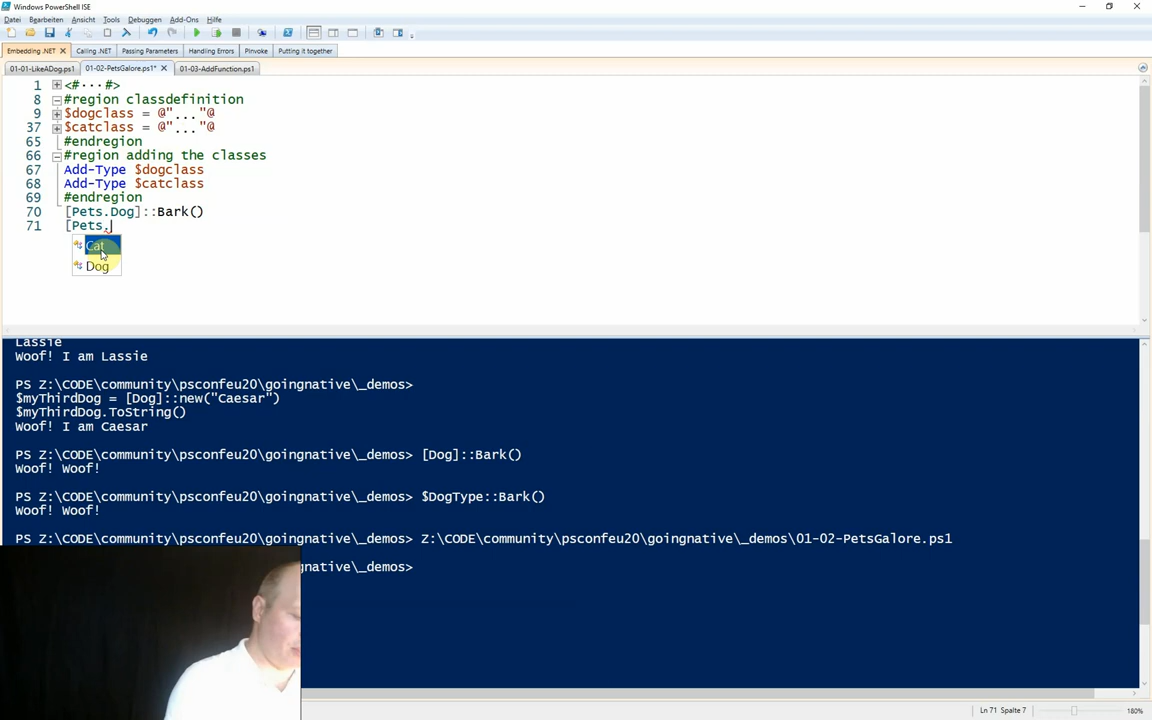 Windows PowerShell ISE
Datei Bearbeiten Ansicht Tools Debuggen Add-Ons Hilfe
Embedding .NET Calling .NET Passing Parameters Handling Errors PInvoke Putting it together
01-01-LikeADog.ps1 01-02-PetsGalore.ps1* 01-03-AddFunction.ps1
1 <#...#>
8 #region classdefinition
9 $dogclass = @"..."@
37 $catclass = @"..."@
65 #endregion
66 #region adding the classes
67 Add-Type $dogclass
68 Add-Type $catclass
69 #endregion
70 [Pets.Dog]::Bark()
71 [Pets.]
Cat
Dog
Lassie
Woof! I am Lassie
PS Z:\CODE\community\psconfeu20\goingnative\_demos>
$myThirdDog = [Dog]::new("Caesar")
$myThirdDog.ToString()
Woof! I am Caesar
PS Z:\CODE\community\psconfeu20\goingnative\_demos> [Dog]::Bark()
Woof! Woof!
PS Z:\CODE\community\psconfeu20\goingnative\_demos> $DogType::Bark()
Woof! Woof!
PS Z:\CODE\community\psconfeu20\goingnative\_demos> Z:\CODE\community\psconfeu20\goingnative\_demos\01-02-PetsGalore.ps1
gnative\_demos>
Ln 71 Spalte 7 180%